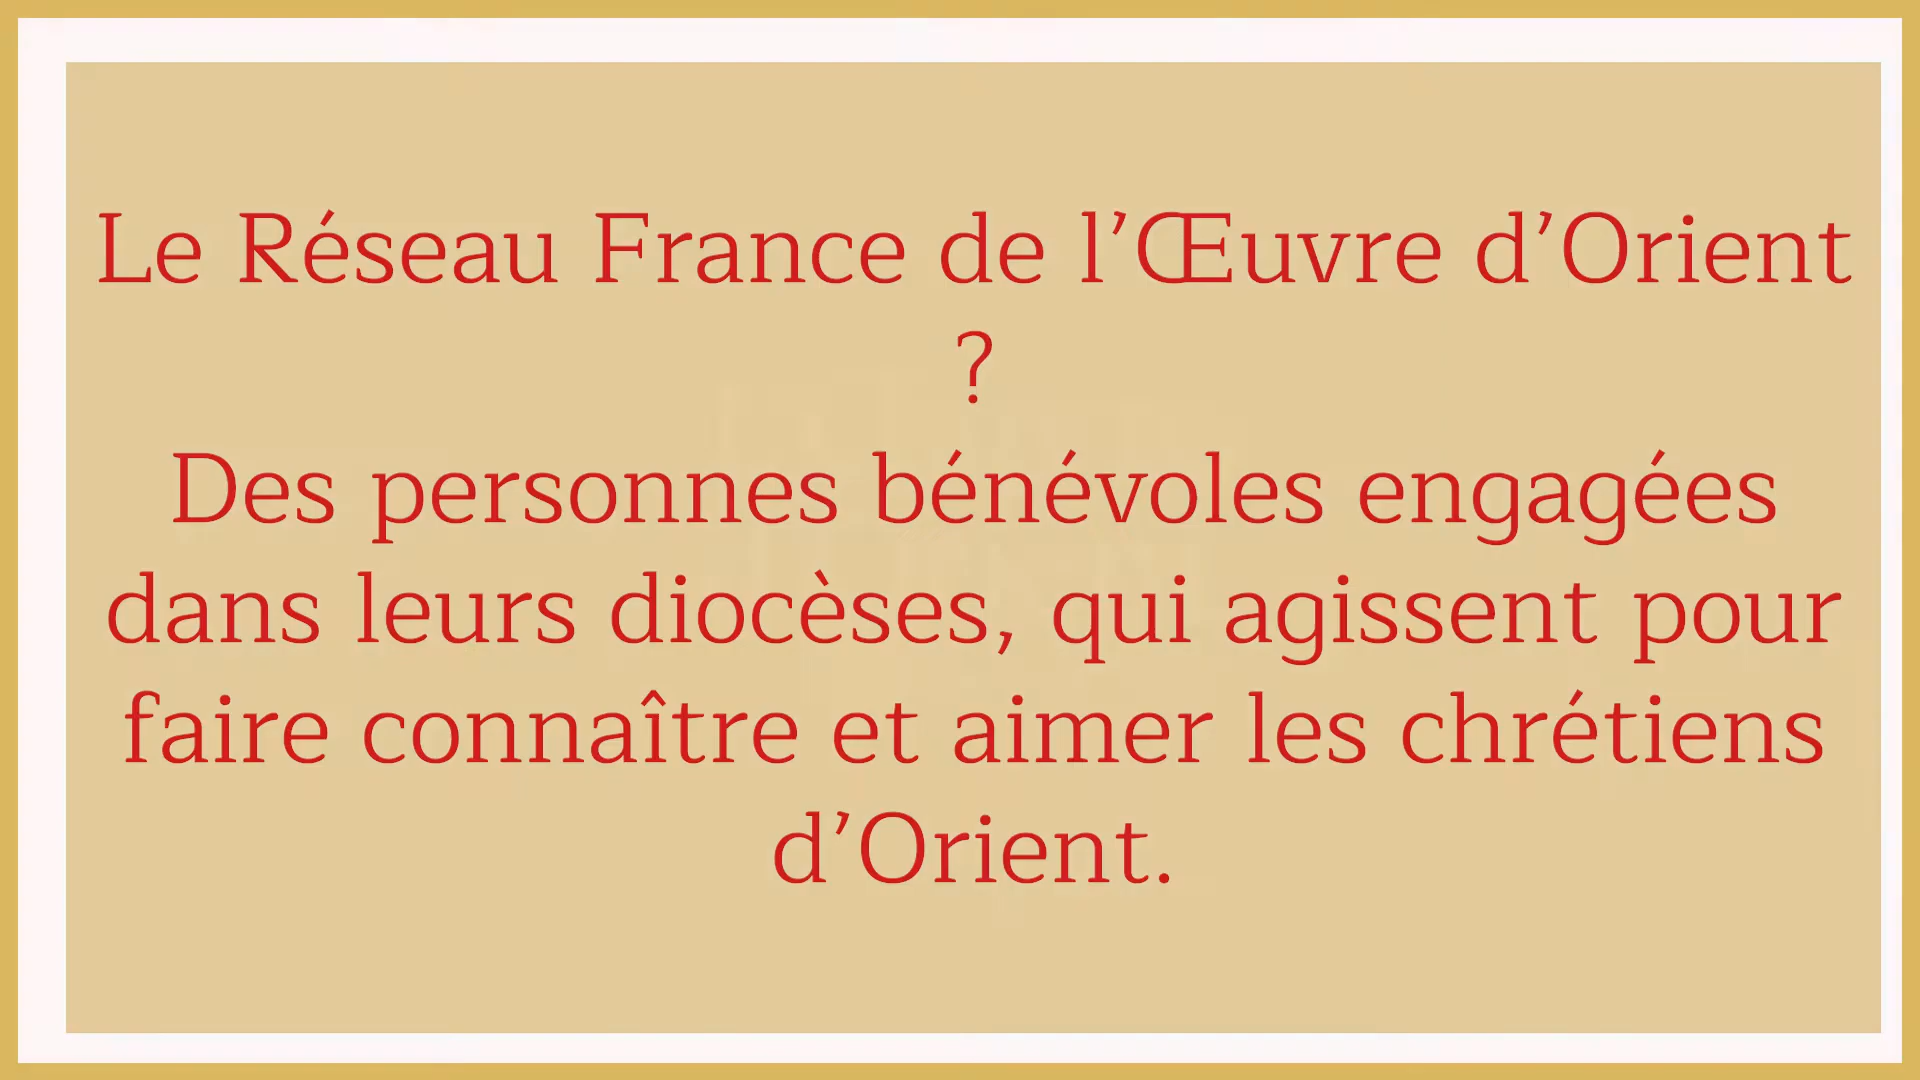 Le Réseau France de l’Œuvre d’Orient
?
Des personnes bénévoles engagées
dans leurs diocèses, qui agissent pour
faire connaître et aimer les chrétiens
d’Orient.